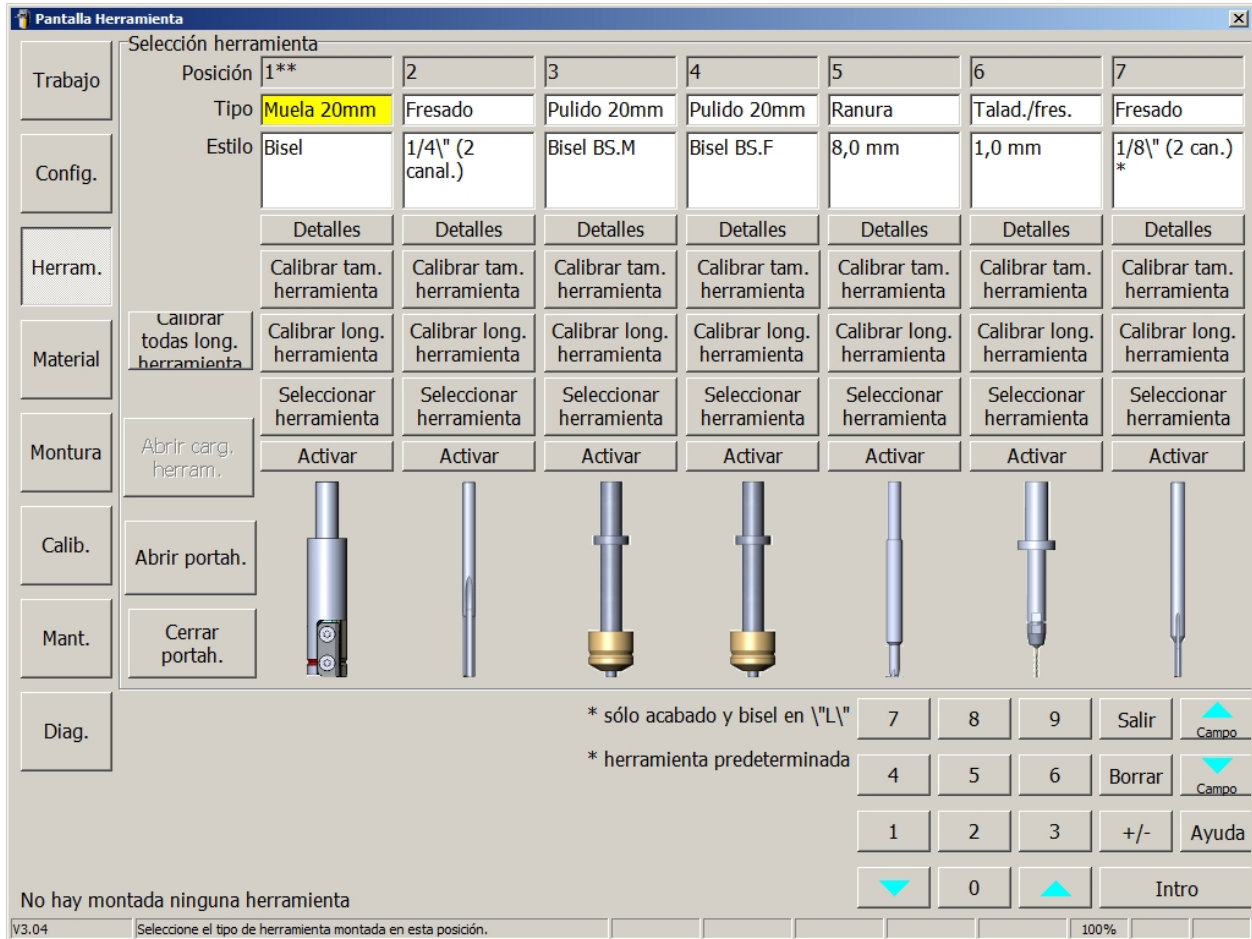 Pantalla Herramienta
Selección herramienta
Trabajo
Config.
Herram.
Material
Montura
Calib.
Mant.
Diag.
Posición 1** 2 3 4 5 6 7
Tipo Muela 20mm Fresado Pulido 20mm Pulido 20mm Ranura Talad./fres. Fresado
Estilo Bisel 1/4\" (2 Bisel BS.M Bisel BS.F 8,0 mm 1,0 mm 1/8\" (2 can.)
canal.) *
Detalles Detalles Detalles Detalles Detalles Detalles Detalles
Calibrar tam. Calibrar tam. Calibrar tam. Calibrar tam. Calibrar tam. Calibrar tam. Calibrar tam.
herramienta herramienta herramienta herramienta herramienta herramienta herramienta
Calibrar
todas long.
herramienta
Calibrar long. Calibrar long. Calibrar long. Calibrar long. Calibrar long. Calibrar long. Calibrar long.
herramienta herramienta herramienta herramienta herramienta herramienta herramienta
Seleccionar Seleccionar Seleccionar Seleccionar Seleccionar Seleccionar Seleccionar
herramienta herramienta herramienta herramienta herramienta herramienta herramienta
Abrir carg.
herram.
Activar Activar Activar Activar Activar Activar Activar
Abrir portah.
Cerrar
portah.
* sólo acabado y bisel en \"L\"
* herramienta predeterminada
7 8 9 Salir Campo
4 5 6 Borrar Campo
1 2 3 +/- Ayuda
0 Intro
No hay montada ninguna herramienta
V3.04 Seleccione el tipo de herramienta montada en esta posición. 100%